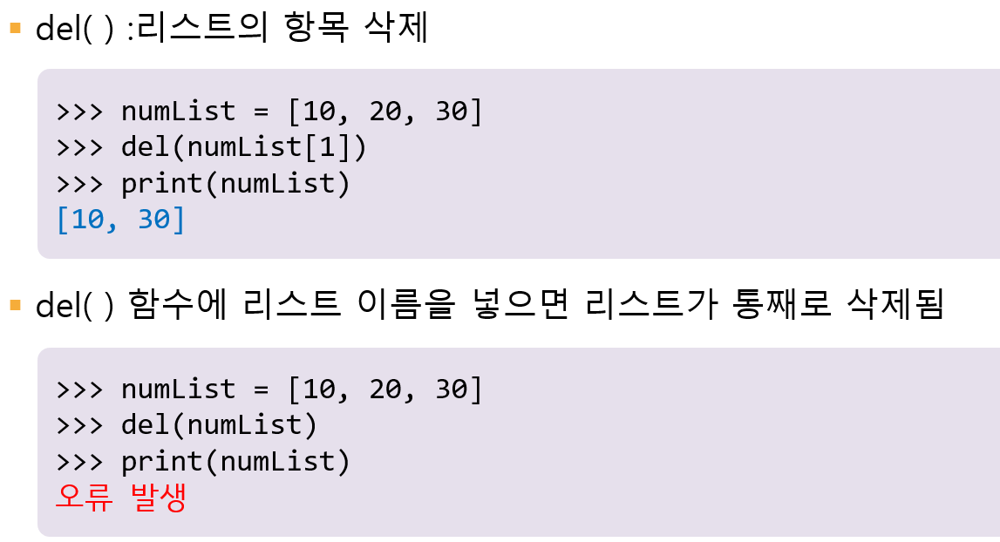 ▪ del( ) :리스트의 항목 삭제
>>> numList = [10, 20, 30]
>>> del(numList[1])
>>> print(numList)
[10, 30]
▪ del( ) 함수에 리스트 이름을 넣으면 리스트가 통째로 삭제됨
>>> numList = [10, 20, 30]
>>> del(numList)
>>> print(numList)
오류 발생